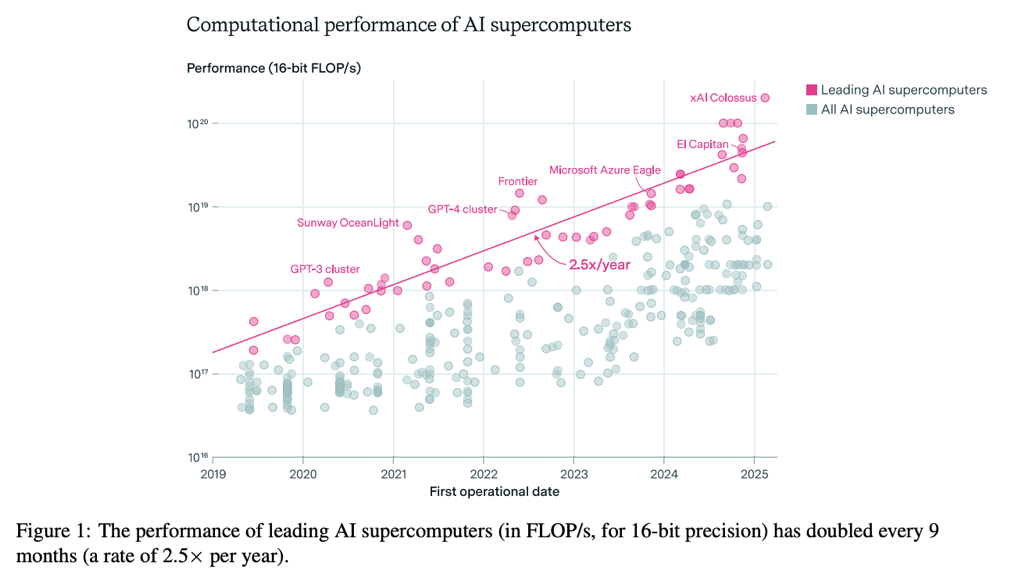 Computational performance of AI supercomputers
Performance (16-bit FLOP/s)
Leading AI supercomputers
All AI supercomputers
xAI Colossus
10²⁰
El Capitan
Microsoft Azure Eagle
Frontier
10¹⁹
GPT-4 cluster
Sunway OceanLight
2.5x/year
GPT-3 cluster
10¹⁸
10¹⁷
10¹⁶
2019 2020 2021 2022 2023 2024 2025
First operational date
Figure 1: The performance of leading AI supercomputers (in FLOP/s, for 16-bit precision) has doubled every 9
months (a rate of 2.5× per year).